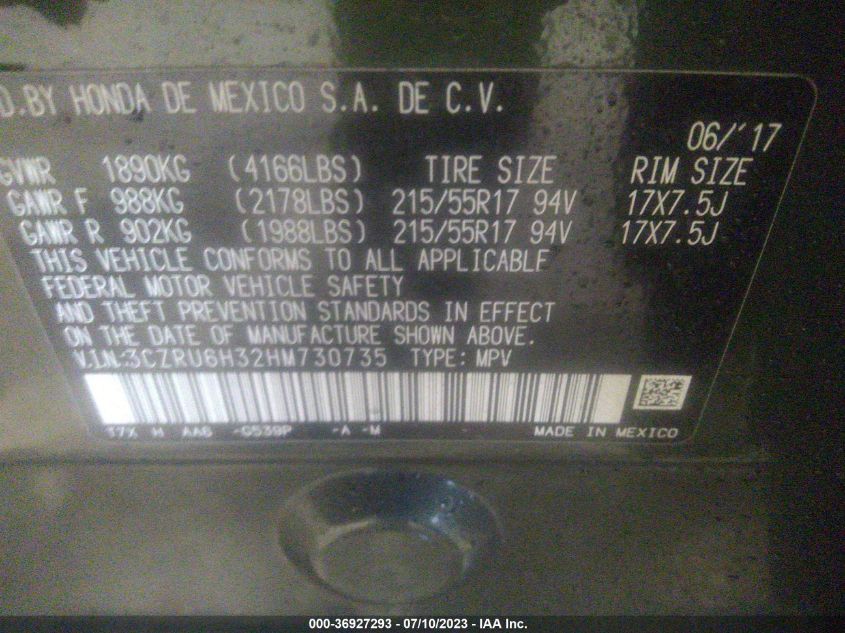 D.BY HONDA DE MEXICO S.A. DE C.V.
06/'17
GVWR 1890KG (4166LBS) TIRE SIZE RIM SIZE
GAWR F 988KG (2178LBS) 215/55R17 94V 17X7.5J
GAWR R 902KG (1988LBS) 215/55R17 94V 17X7.5J
THIS VEHICLE CONFORMS TO ALL APPLICABLE
FEDERAL MOTOR VEHICLE SAFETY
AND THEFT PREVENTION STANDARDS IN EFFECT
ON THE DATE OF MANUFACTURE SHOWN ABOVE.
V.I.N.:3CZRU6H32HM730735 TYPE: MPV
T7X H AA6 -G539P -A -M MADE IN MEXICO
000-36927293 - 07/10/2023 - IAA Inc.